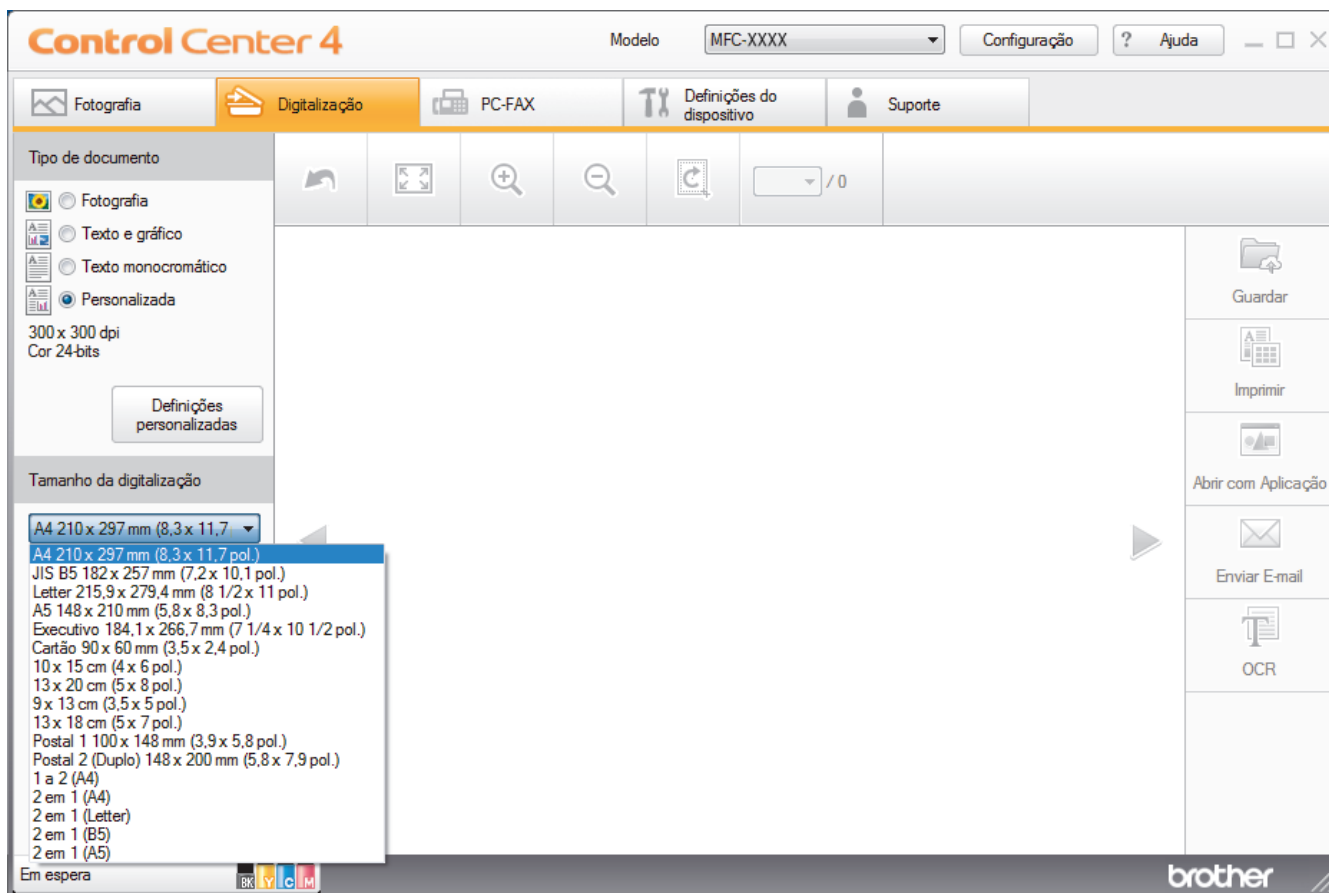 Control Center 4
Modelo
MFC-XXXX
Configuração
? Ajuda
Fotografia
Digitalização
PC-FAX
Definições do
dispositivo
Suporte
Tipo de documento
/ 0
Fotografia
Texto e gráfico
Texto monocromático
Personalizada
300 x 300 dpi
Cor 24-bits
Definições
personalizadas
Tamanho da digitalização
A4 210 x 297 mm (8,3 x 11,7
A4 210 x 297 mm (8,3 x 11,7 pol.)
JIS B5 182 x 257 mm (7,2 x 10,1 pol.)
Letter 215,9 x 279,4 mm (8 1/2 x 11 pol.)
A5 148 x 210 mm (5,8 x 8,3 pol.)
Executivo 184,1 x 266,7 mm (7 1/4 x 10 1/2 pol.)
Cartão 90 x 60 mm (3,5 x 2,4 pol.)
10 x 15 cm (4 x 6 pol.)
13 x 20 cm (5 x 8 pol.)
9 x 13 cm (3,5 x 5 pol.)
13 x 18 cm (5 x 7 pol.)
Postal 1 100 x 148 mm (3,9 x 5,8 pol.)
Postal 2 (Duplo) 148 x 200 mm (5,8 x 7,9 pol.)
1 a 2 (A4)
2 em 1 (A4)
2 em 1 (Letter)
2 em 1 (B5)
2 em 1 (A5)
Guardar
Imprimir
Abrir com Aplicação
Enviar E-mail
OCR
Em espera
BK Y C M
brother